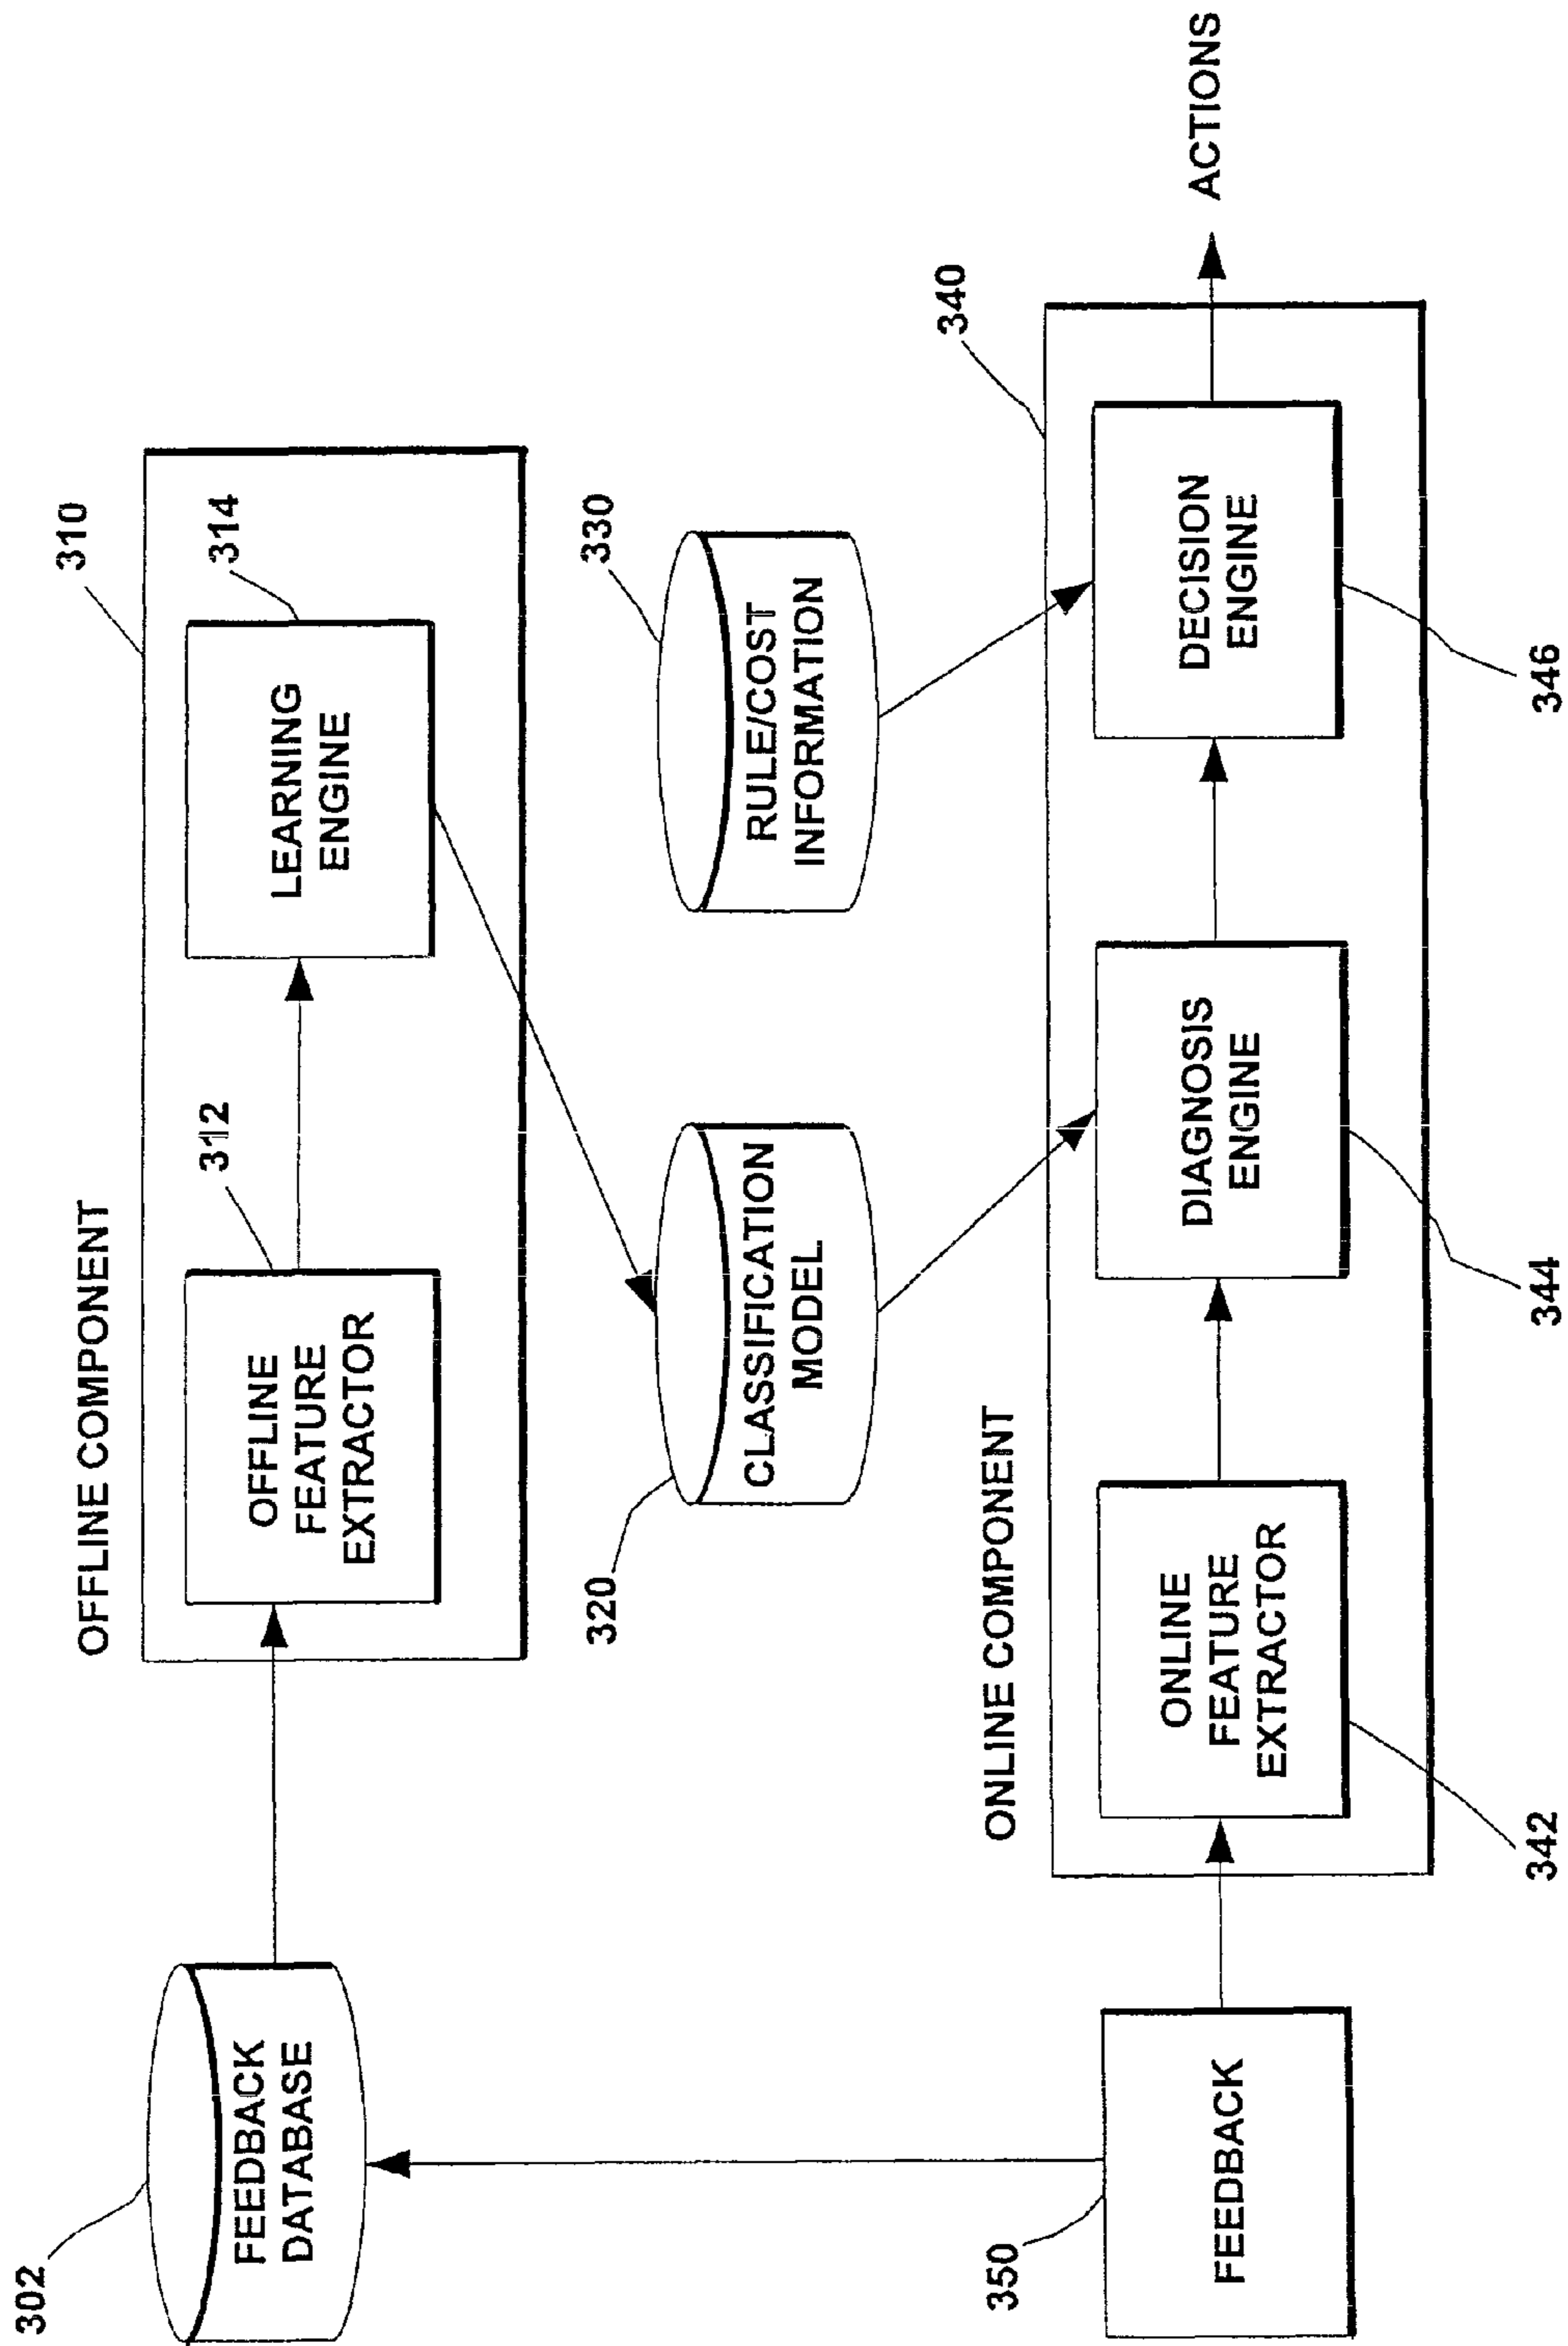 302
FEEDBACK
DATABASE
OFFLINE COMPONENT
310
312
OFFLINE
FEATURE
EXTRACTOR
314
LEARNING
ENGINE
320
CLASSIFICATION
MODEL
330
RULE/COST
INFORMATION
ONLINE COMPONENT
340
350
FEEDBACK
ONLINE
FEATURE
EXTRACTOR
342
DIAGNOSIS
ENGINE
344
DECISION
ENGINE
346
ACTIONS